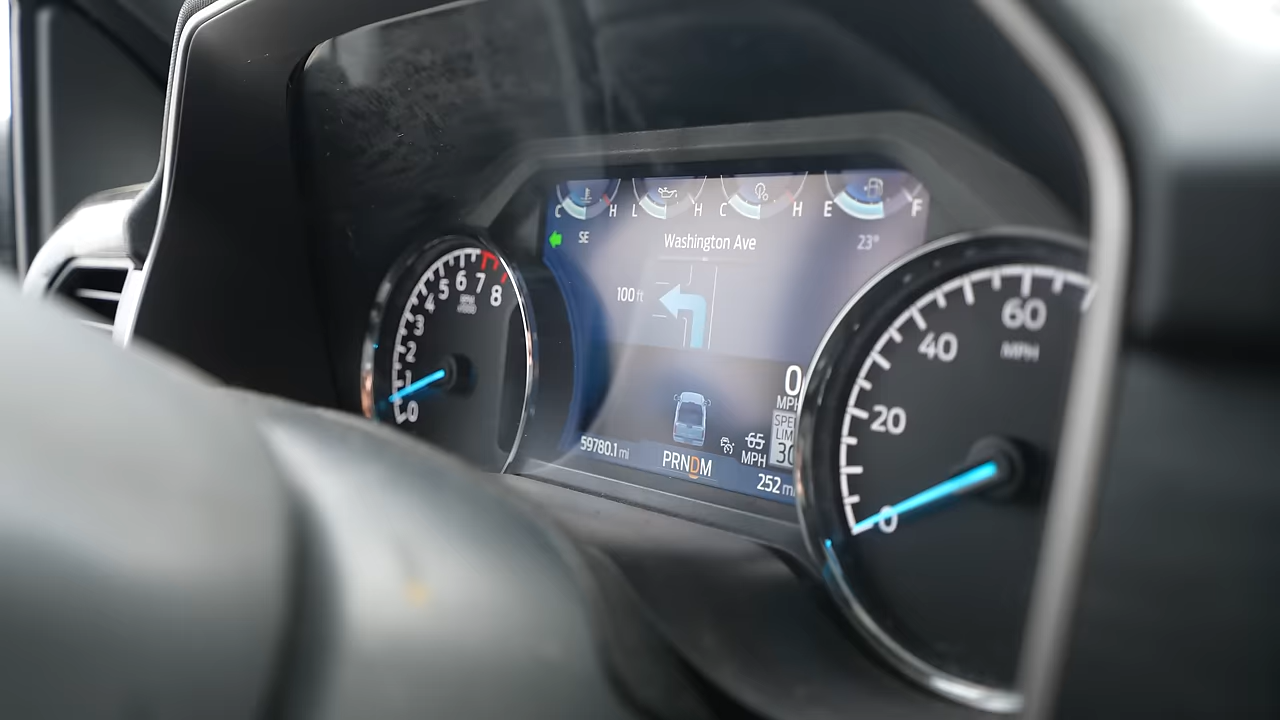 C H L H C H E F
SE Washington Ave 23°
100 ft
0
MPH
65
MPH
59780.1 mi
PRNDM
252
0 1 2 3 4 5 6 7 8
RPM
0 20 40 60
MPH